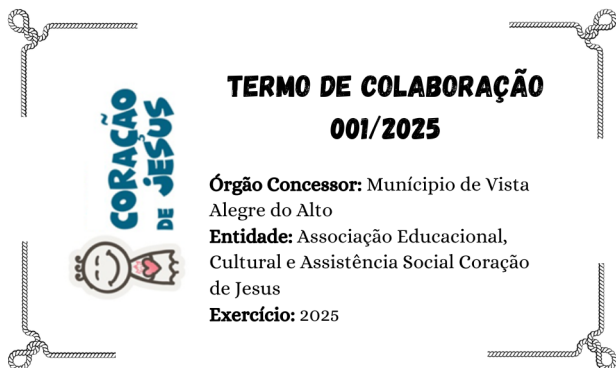 CORAÇÃO
DE JESUS
TERMO DE COLABORAÇÃO
001/2025
Órgão Concessor: Munícipio de Vista
Alegre do Alto
Entidade: Associação Educacional,
Cultural e Assistência Social Coração
de Jesus
Exercício: 2025